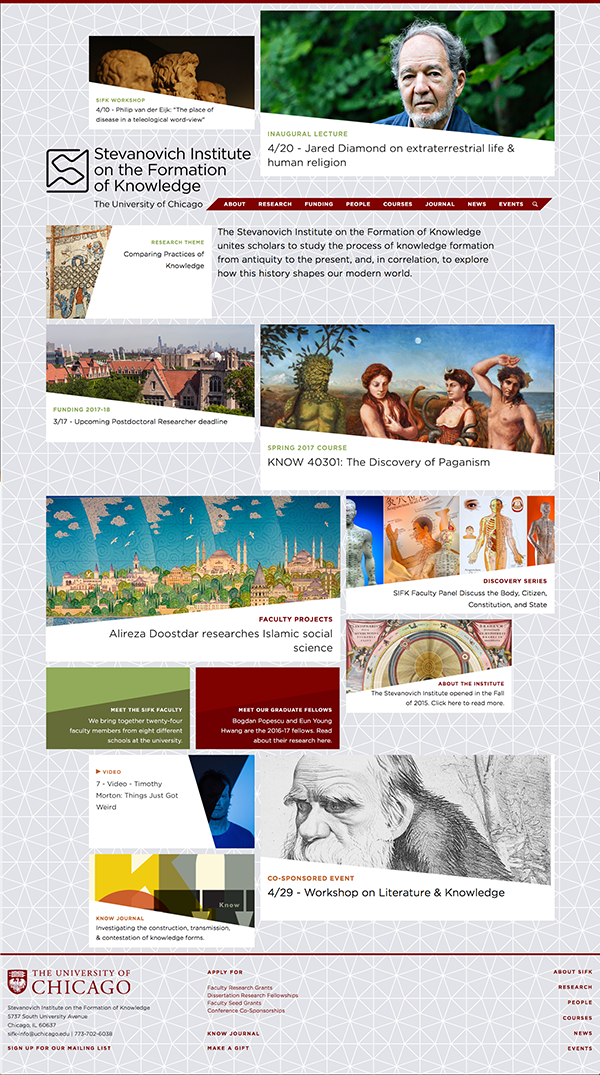 SIFK WORKSHOP
4/10 - Philip van der Eijk: "The place of
disease in a teleological word-view"
INAUGURAL LECTURE
4/20 - Jared Diamond on extraterrestrial life &
human religion
Stevanovich Institute
on the Formation
of Knowledge
The University of Chicago
ABOUT RESEARCH FUNDING PEOPLE COURSES JOURNAL NEWS EVENTS
RESEARCH THEME
Comparing Practices of
Knowledge
The Stevanovich Institute on the Formation of Knowledge
unites scholars to study the process of knowledge formation
from antiquity to the present, and, in correlation, to explore
how this history shapes our modern world.
FUNDING 2017-18
3/17 - Upcoming Postdoctoral Researcher deadline
SPRING 2017 COURSE
KNOW 40301: The Discovery of Paganism
FACULTY PROJECTS
Alireza Doostdar researches Islamic social
science
DISCOVERY SERIES
SIFK Faculty Panel Discuss the Body, Citizen,
Constitution, and State
ABOUT THE INSTITUTE
The Stevanovich Institute opened in the Fall
of 2015. Click here to read more.
MEET THE SIFK FACULTY
We bring together twenty-four
faculty members from eight different
schools at the university.
MEET OUR GRADUATE FELLOWS
Bogdan Popescu and Eun Young
Hwang are the 2016-17 fellows. Read
about their research here.
VIDEO
7 - Video - Timothy
Morton: Things Just Got
Weird
CO-SPONSORED EVENT
4/29 - Workshop on Literature & Knowledge
Know
KNOW JOURNAL
Investigating the construction, transmission,
& contestation of knowledge forms.
THE UNIVERSITY OF
CHICAGO
Stevanovich Institute on the Formation of Knowledge
5737 South University Avenue
Chicago, IL 60637
sifk-info@uchicago.edu | 773-702-6038
SIGN UP FOR OUR MAILING LIST
APPLY FOR
Faculty Research Grants
Dissertation Research Fellowships
Faculty Seed Grants
Conference Co-Sponsorships
KNOW JOURNAL
MAKE A GIFT
ABOUT SIFK
RESEARCH
PEOPLE
COURSES
NEWS
EVENTS